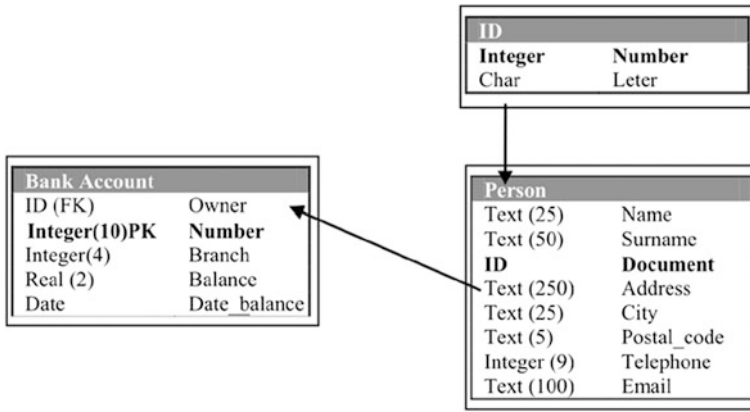 ID
Integer Number
Char Leter
Bank Account
ID (FK) Owner
Integer(10)PK Number
Integer(4) Branch
Real (2) Balance
Date Date_balance
Person
Text (25) Name
Text (50) Surname
ID Document
Text (250) Address
Text (25) City
Text (5) Postal_code
Integer (9) Telephone
Text (100) Email